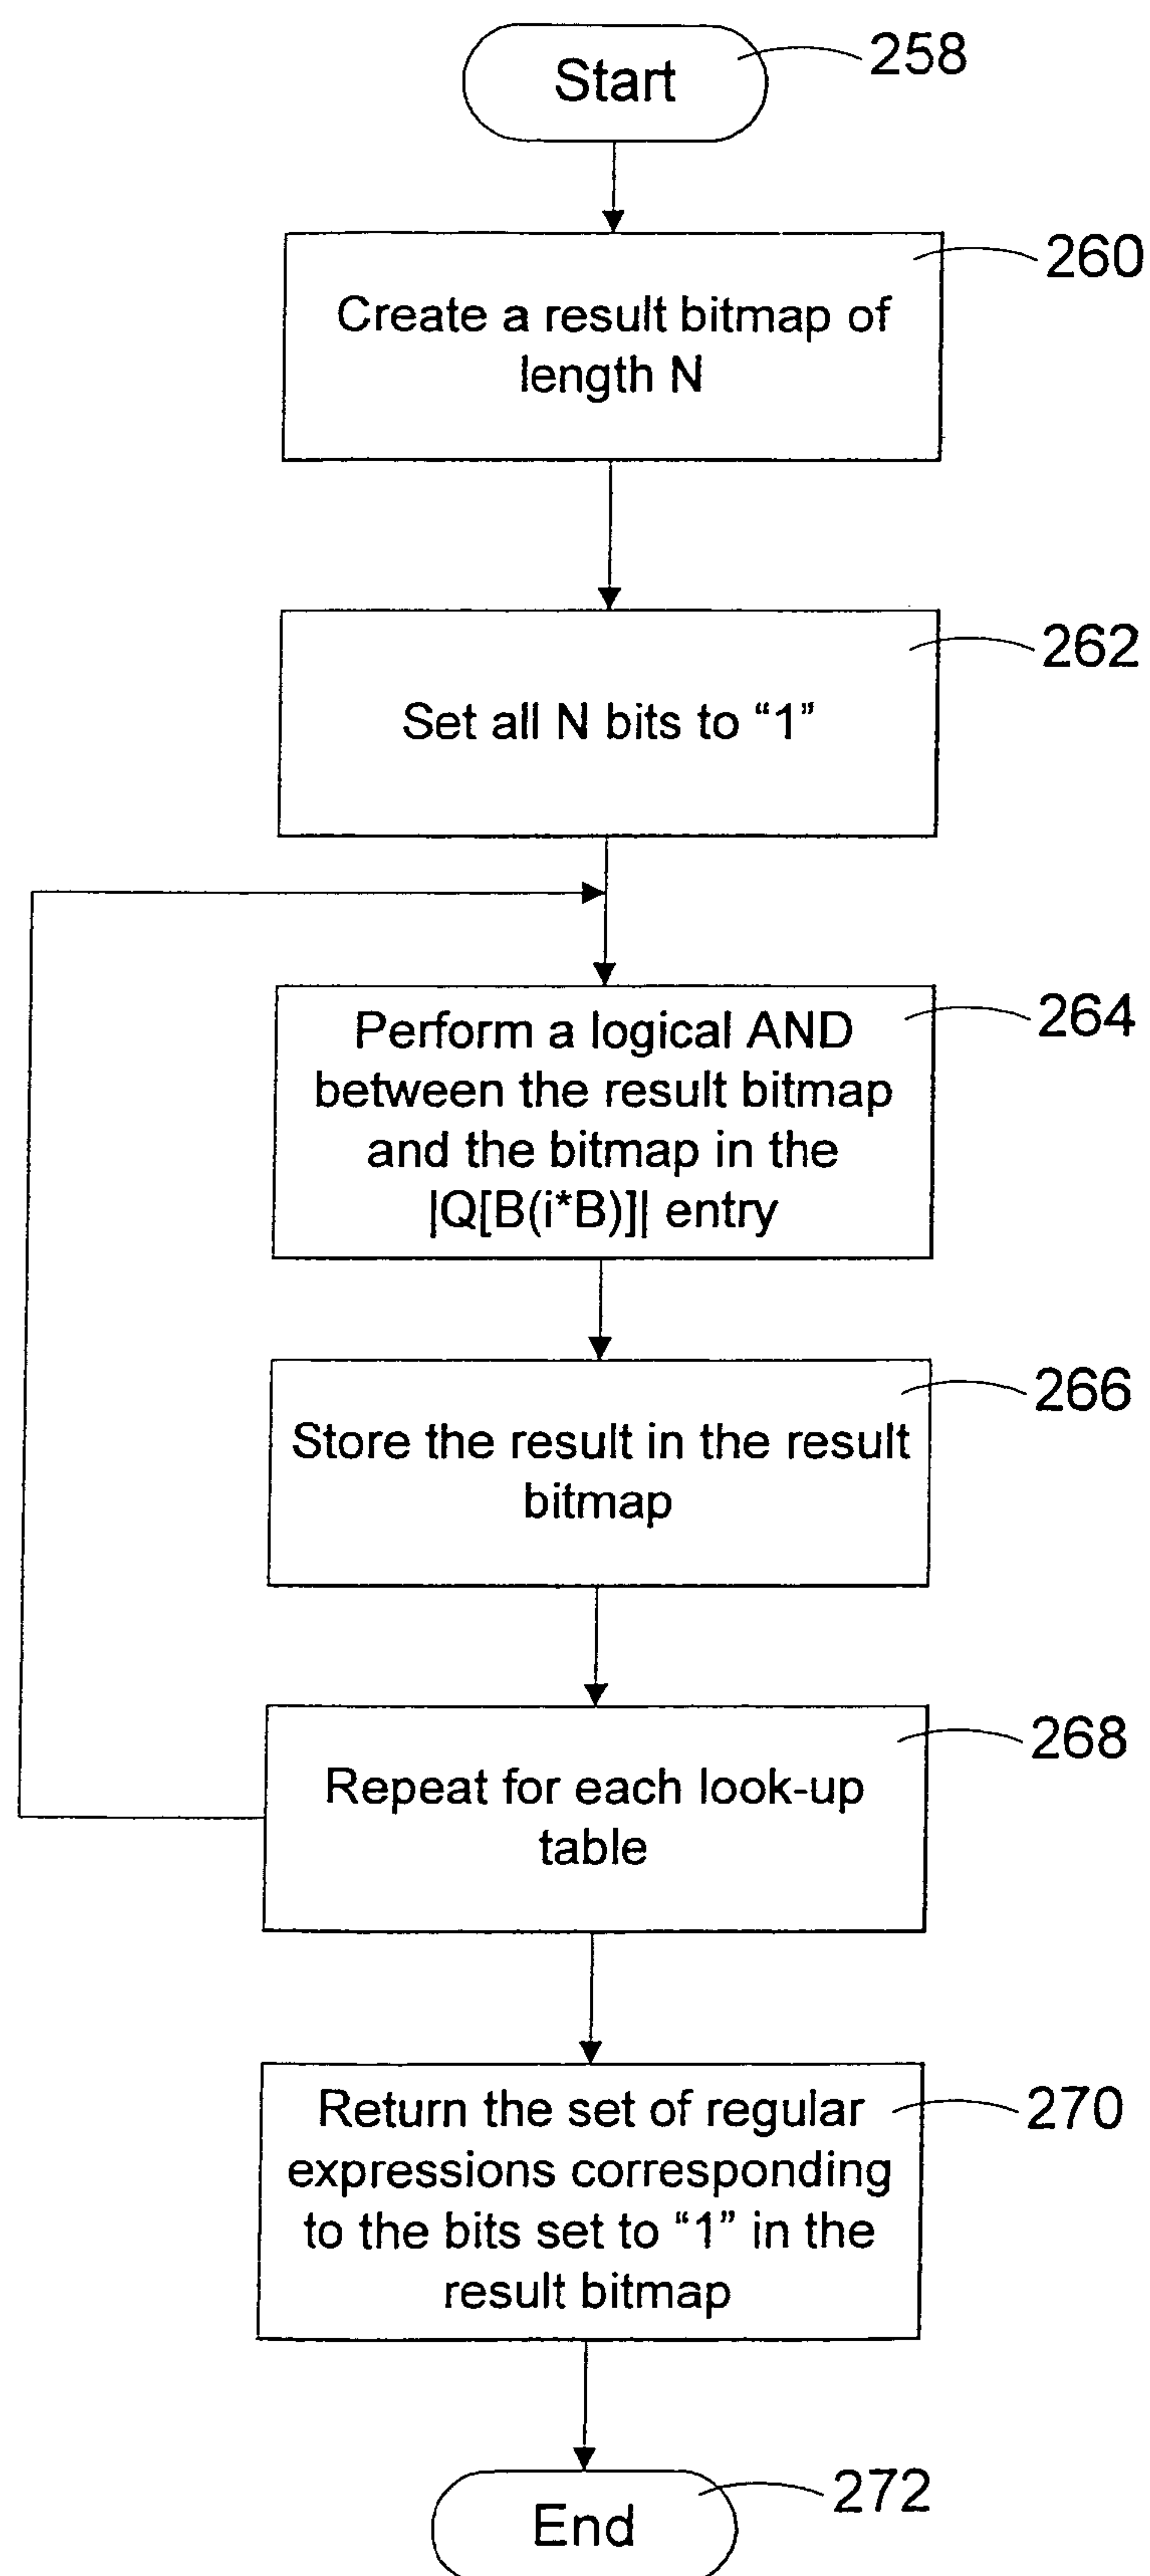 Start
258
260
Create a result bitmap of
length N
262
Set all N bits to “1”
264
Perform a logical AND
between the result bitmap
and the bitmap in the
|Q[B(i*B)]| entry
266
Store the result in the result
bitmap
268
Repeat for each look-up
table
270
Return the set of regular
expressions corresponding
to the bits set to “1” in the
result bitmap
272
End